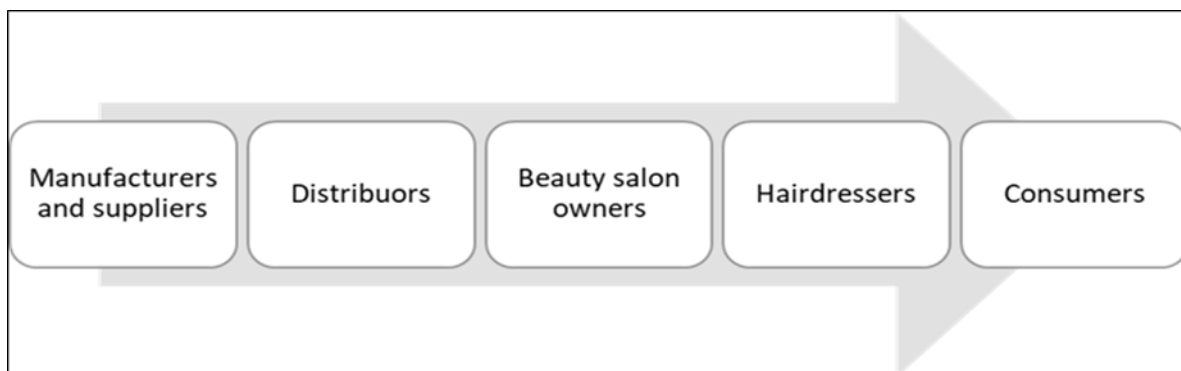 Manufacturers
and suppliers
Distribuors
Beauty salon
owners
Hairdressers
Consumers